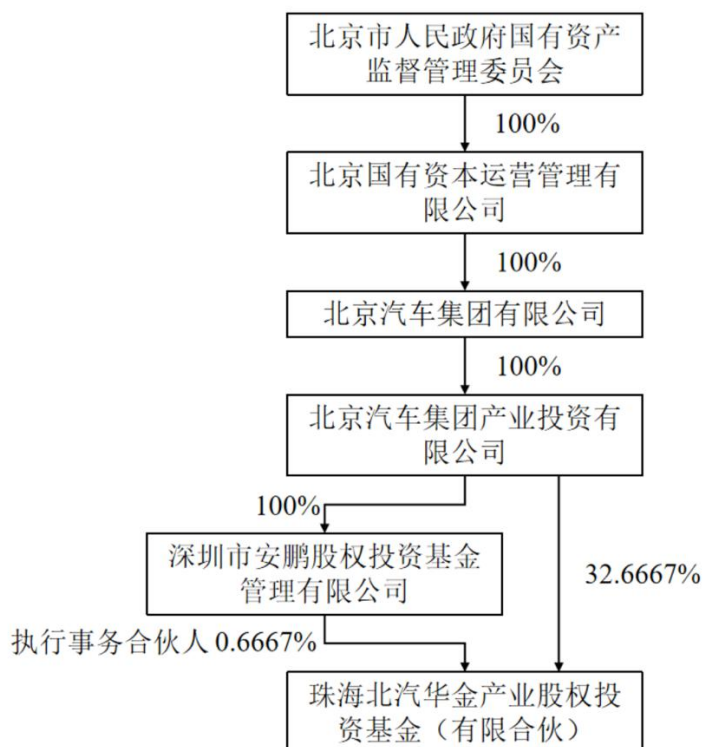 北京市人民政府国有资产
监督管理委员会
100%
北京国有资本运营管理有
限公司
100%
北京汽车集团有限公司
100%
北京汽车集团产业投资有
限公司
100%
深圳市安鹏股权投资基金
管理有限公司
32.6667%
执行事务合伙人 0.6667%
珠海北汽华金产业股权投
资基金（有限合伙）